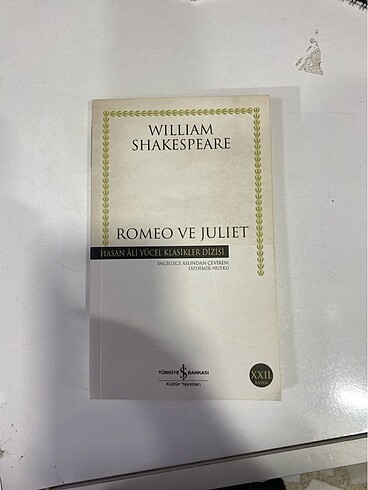 WILLIAM
SHAKESPEARE
ROMEO VE JULIET
HASAN ÂLİ YÜCEL KLASİKLER DİZİSİ
İNGİLİZCE ASLINDAN ÇEVİREN:
ÖZDEMİR NUTKU
TÜRKİYE İŞ BANKASI
Kültür Yayınları
XXII
BASIM